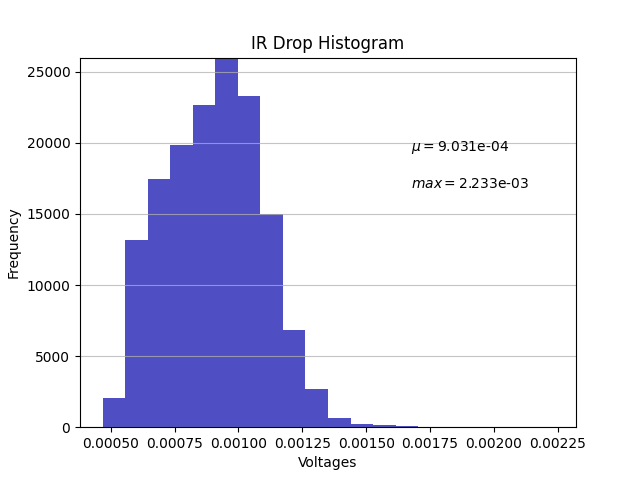 IR Drop Histogram
25000
20000
15000
10000
5000
0
Frequency
μ = 9.031e-04
max = 2.233e-03
0.00050 0.00075 0.00100 0.00125 0.00150 0.00175 0.00200 0.00225
Voltages